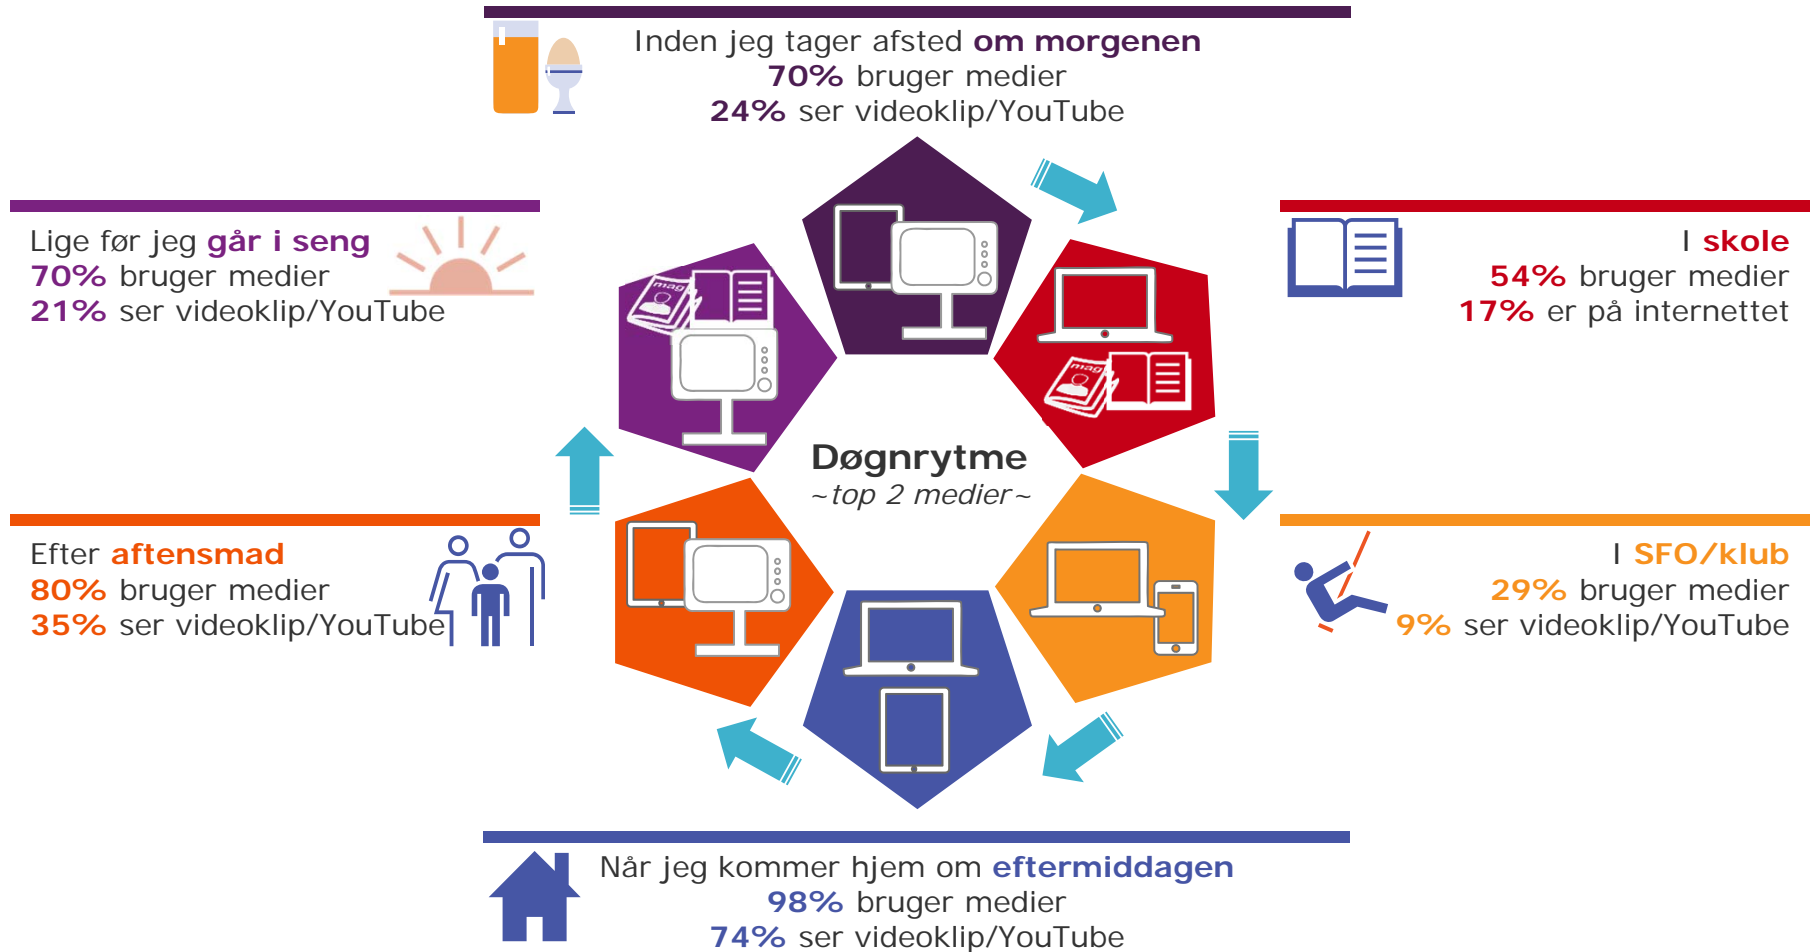 Inden jeg tager afsted om morgenen
70% bruger medier
24% ser videoklip/YouTube
Lige før jeg går i seng
70% bruger medier
21% ser videoklip/YouTube
I skole
54% bruger medier
17% er på internettet
mag
mag
Døgnrytme
~top 2 medier~
Efter aftensmad
80% bruger medier
35% ser videoklip/YouTube
I SFO/klub
29% bruger medier
9% ser videoklip/YouTube
Når jeg kommer hjem om eftermiddagen
98% bruger medier
74% ser videoklip/YouTube